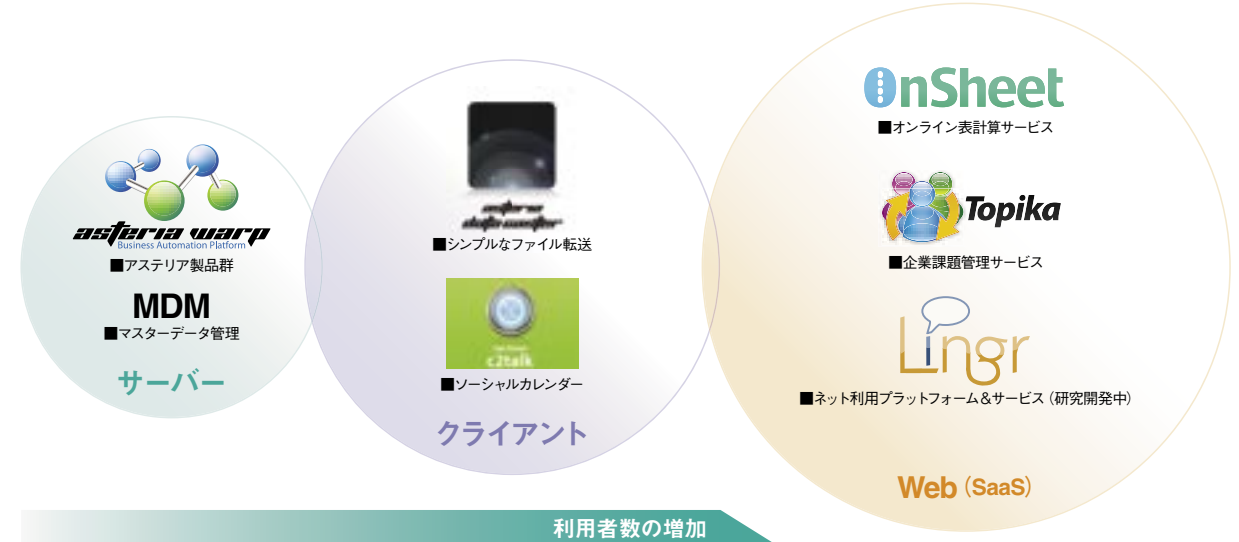 asteria warp
Business Automation Platform
■アステリア製品群
MDM
■マスターデータ管理
サーバー
asteria
data caster
■シンプルなファイル転送
c2talk
■ソーシャルカレンダー
クライアント
OnSheet
■オンライン表計算サービス
Topika
■企業課題管理サービス
Lingr
■ネット利用プラットフォーム&サービス（研究開発中）
Web（SaaS）
利用者数の増加